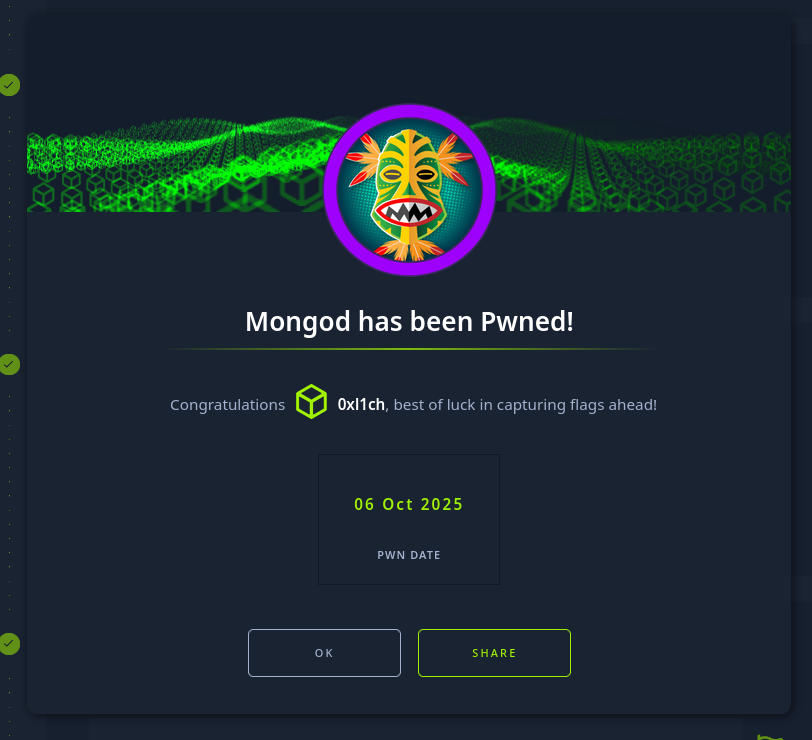 Mongod has been Pwned!
Congratulations 0xl1ch, best of luck in capturing flags ahead!
06 Oct 2025
PWN DATE
OK
SHARE